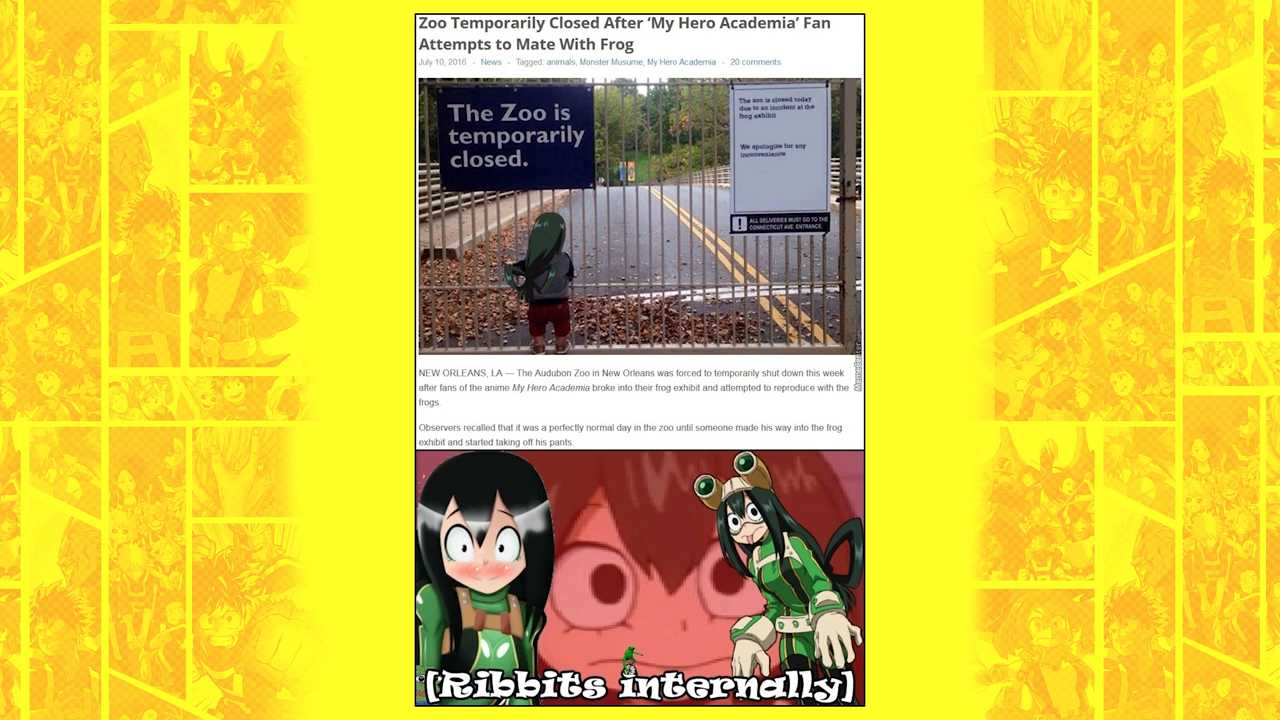 Zoo Temporarily Closed After ‘My Hero Academia’ Fan
Attempts to Mate With Frog
July 10, 2016 - News - Tagged: animals, Monster Musume, My Hero Academia - 20 comments
The Zoo is
temporarily
closed.
The zoo is closed today
due to an incident at the
frog exhibit
We apologise for any
inconvenience
! ALL DELIVERIES MUST GO TO THE
CONNECTICUT AVE. ENTRANCE.
MemeCenter.com
NEW ORLEANS, LA — The Audubon Zoo in New Orleans was forced to temporarily shut down this week
after fans of the anime My Hero Academia broke into their frog exhibit and attempted to reproduce with the
frogs.
Observers recalled that it was a perfectly normal day in the zoo until someone made his way into the frog
exhibit and started taking off his pants.
[Ribbits internally]